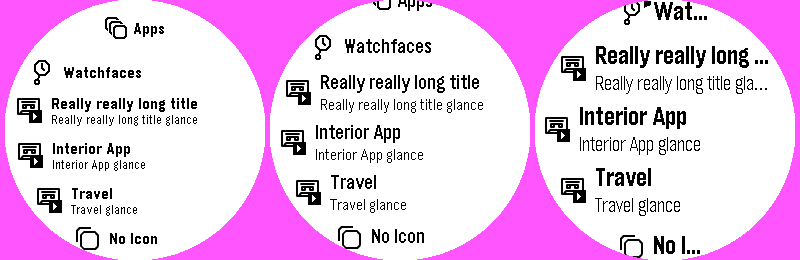 Apps
Watchfaces
Really really long title
Really really long title glance
Interior App
Interior App glance
Travel
Travel glance
No Icon
Apps
Watchfaces
Really really long title
Really really long title glance
Interior App
Interior App glance
Travel
Travel glance
No Icon
Wat...
Really really long ...
Really really long title gla...
Interior App
Interior App glance
Travel
Travel glance
No I...